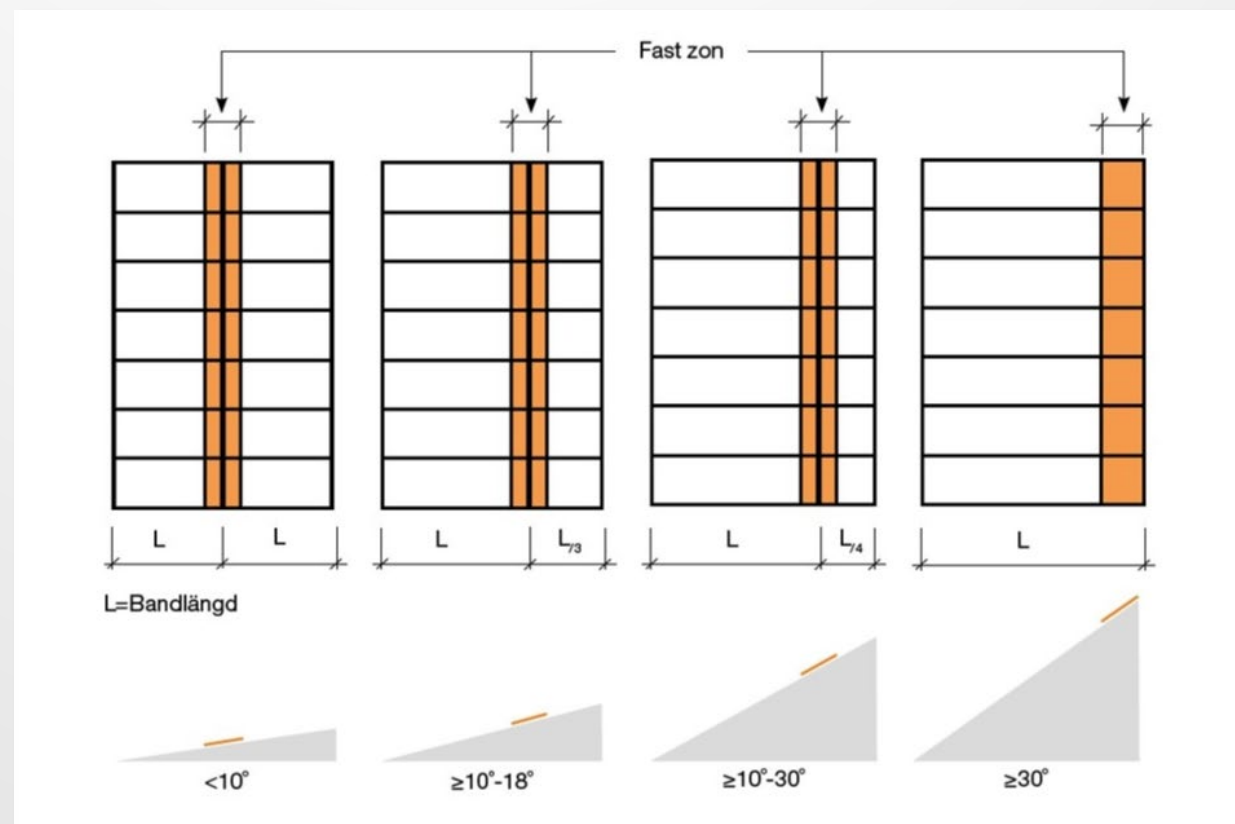 Fast zon
L
L
L
L/3
L
L/4
L
L=Bandlängd
<10°
≥10°-18°
≥10°-30°
≥30°